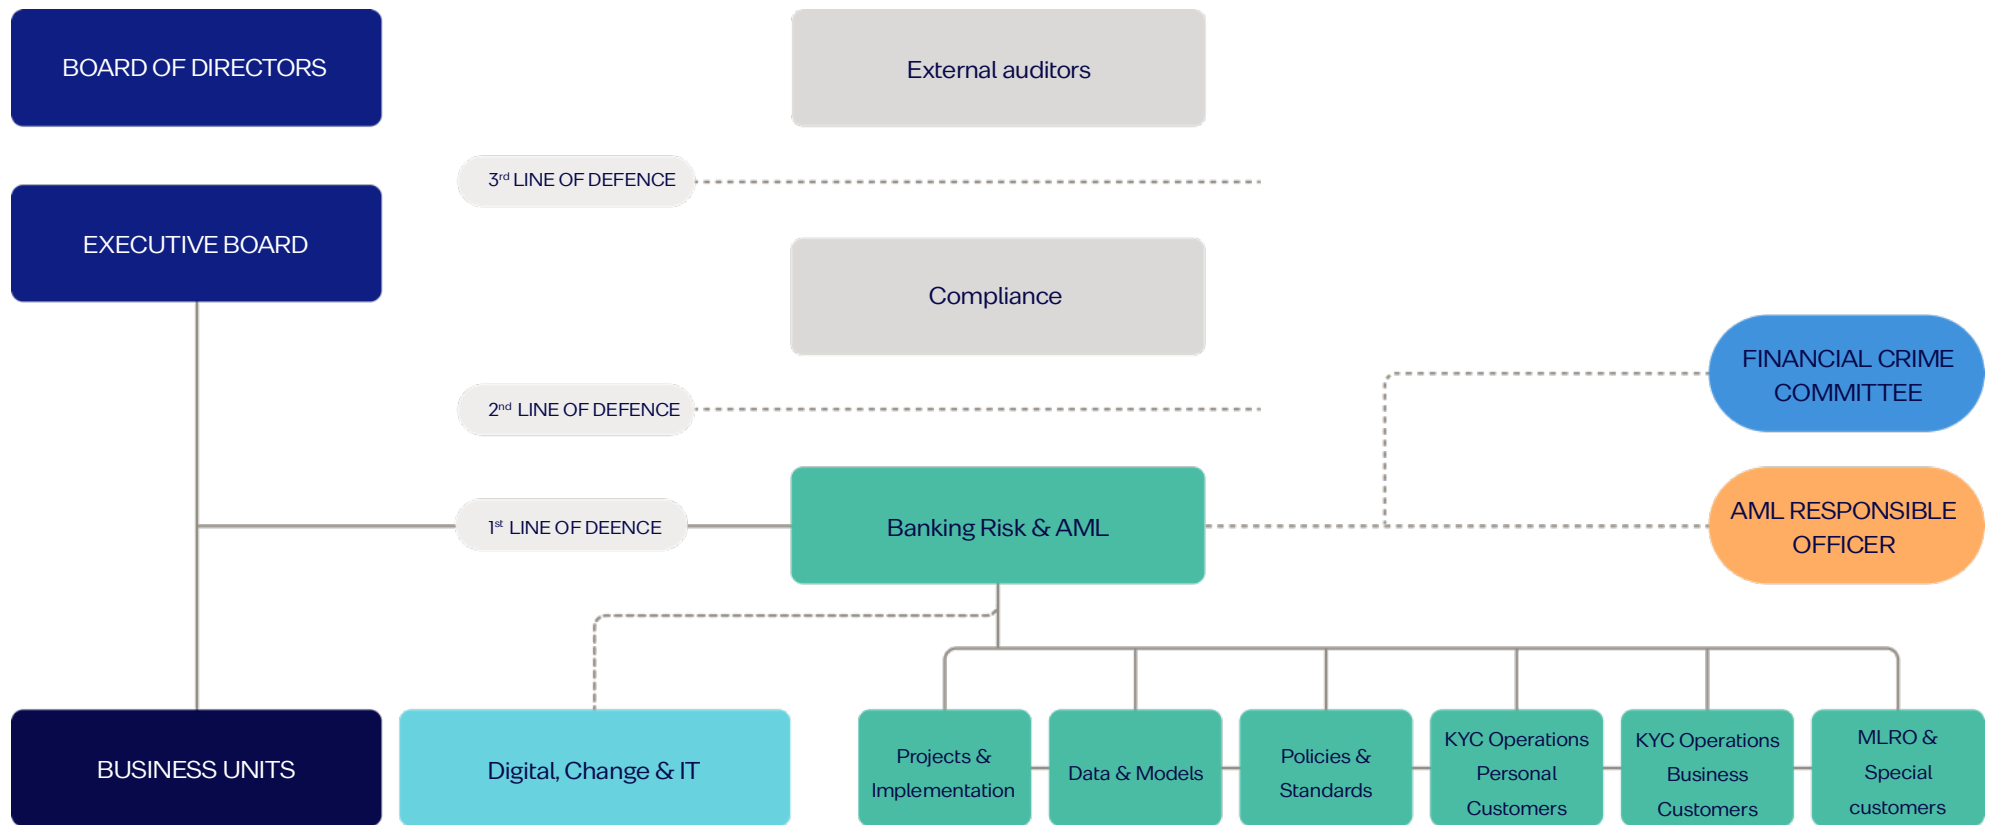 BOARD OF DIRECTORS
External auditors
3rd LINE OF DEFENCE
EXECUTIVE BOARD
Compliance
FINANCIAL CRIME
COMMITTEE
2nd LINE OF DEFENCE
1st LINE OF DEENCE
Banking Risk & AML
AML RESPONSIBLE
OFFICER
BUSINESS UNITS
Digital, Change & IT
Projects &
Implementation
Data & Models
Policies &
Standards
KYC Operations
Personal
Customers
KYC Operations
Business
Customers
MLRO &
Special
customers